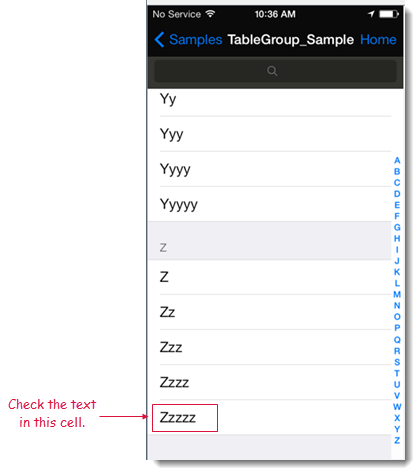 No Service 10:36 AM
Samples TableGroup_Sample Home
Yy
Yyy
Yyyy
Yyyyy
z
Z
Zz
Zzz
Zzzz
Zzzzz
A
B
C
D
E
F
G
H
I
J
K
L
M
N
O
P
Q
R
S
T
U
V
W
X
Y
Z
Check the text
in this cell.